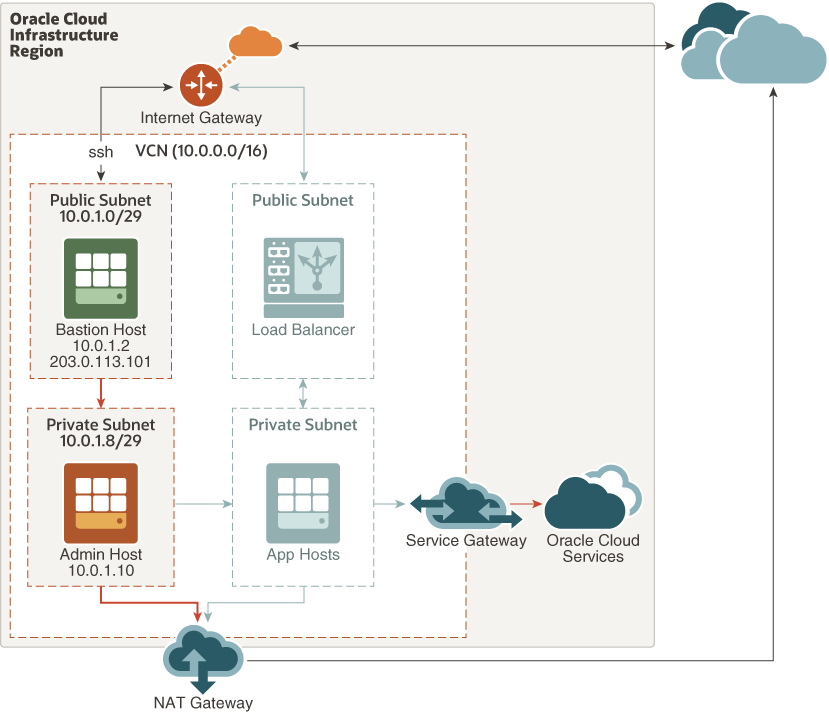 Oracle Cloud
Infrastructure
Region
Internet Gateway
ssh
VCN (10.0.0.0/16)
Public Subnet
10.0.1.0/29
Bastion Host
10.0.1.2
203.0.113.101
Public Subnet
Load Balancer
Private Subnet
10.0.1.8/29
Admin Host
10.0.1.10
Private Subnet
App Hosts
Service Gateway
Oracle Cloud
Services
NAT Gateway